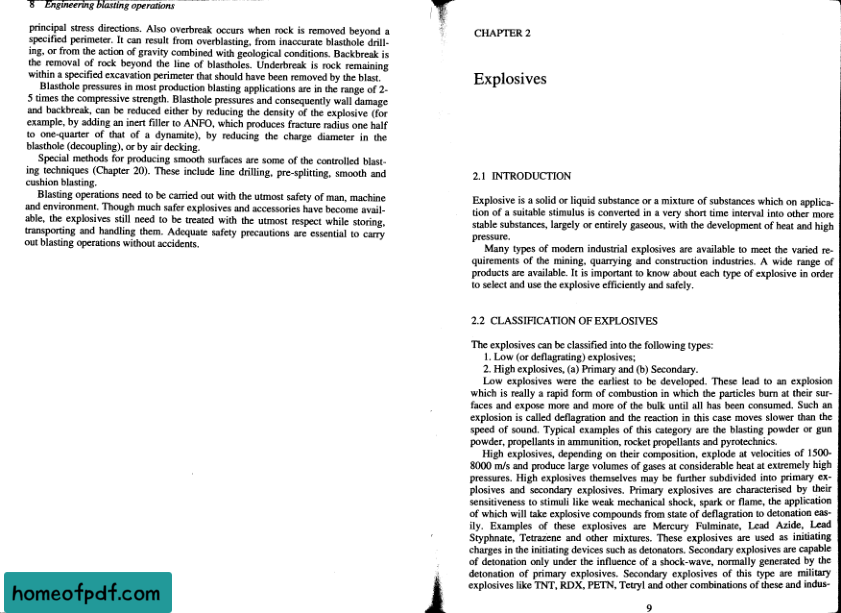 8 Engineering blasting operations
principal stress directions. Also overbreak occurs when rock is removed beyond a
specified perimeter. It can result from overblasting, from inaccurate blasthole drill-
ing, or from the action of gravity combined with geological conditions. Backbreak is
the removal of rock beyond the line of blastholes. Underbreak is rock remaining
within a specified excavation perimeter that should have been removed by the blast.
Blasthole pressures in most production blasting applications are in the range of 2-
5 times the compressive strength. Blasthole pressures and consequently wall damage
and backbreak, can be reduced either by reducing the density of the explosive (for
example, by adding an inert filler to ANFO, which produces fracture radius one half
to one-quarter of that of a dynamite), by reducing the charge diameter in the
blasthole (decoupling), or by air decking.
Special methods for producing smooth surfaces are some of the controlled blast-
ing techniques (Chapter 20). These include line drilling, pre-splitting, smooth and
cushion blasting.
Blasting operations need to be carried out with the utmost safety of man, machine
and environment. Though much safer explosives and accessories have become avail-
able, the explosives still need to be treated with the utmost respect while storing,
transporting and handling them. Adequate safety precautions are essential to carry
out blasting operations without accidents.
homeofpdf.com
CHAPTER 2
Explosives
2.1 INTRODUCTION
Explosive is a solid or liquid substance or a mixture of substances which on applica-
tion of a suitable stimulus is converted in a very short time interval into other more
stable substances, largely or entirely gaseous, with the development of heat and high
pressure.
Many types of modern industrial explosives are available to meet the varied re-
quirements of the mining, quarrying and construction industries. A wide range of
products are available. It is important to know about each type of explosive in order
to select and use the explosive efficiently and safely.
2.2 CLASSIFICATION OF EXPLOSIVES
The explosives can be classified into the following types:
1. Low (or deflagrating) explosives;
2. High explosives, (a) Primary and (b) Secondary.
Low explosives were the earliest to be developed. These lead to an explosion
which is really a rapid form of combustion in which the particles burn at their sur-
faces and expose more and more of the bulk until all has been consumed. Such an
explosion is called deflagration and the reaction in this case moves slower than the
speed of sound. Typical examples of this category are the blasting powder or gun
powder, propellants in ammunition, rocket propellants and pyrotechnics.
High explosives, depending on their composition, explode at velocities of 1500-
8000 m/s and produce large volumes of gases at considerable heat at extremely high
pressures. High explosives themselves may be further subdivided into primary ex-
plosives and secondary explosives. Primary explosives are characterised by their
sensitiveness to stimuli like weak mechanical shock, spark or flame, the application
of which will take explosive compounds from state of deflagration to detonation eas-
ily. Examples of these explosives are Mercury Fulminate, Lead Azide, Lead
Styphnate, Tetrazene and other mixtures. These explosives are used as initiating
charges in the initiating devices such as detonators. Secondary explosives are capable
of detonation only under the influence of a shock-wave, normally generated by the
detonation of primary explosives. Secondary explosives of this type are military
explosives like TNT, RDX, PETN, Tetryl and other combinations of these and indus-
9